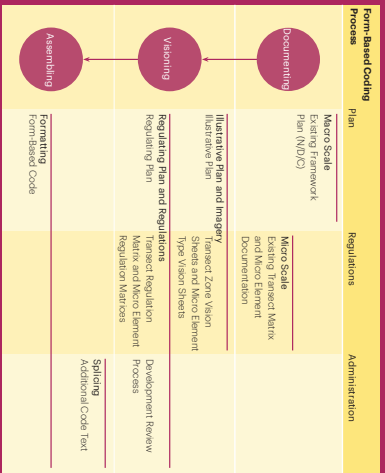 Form-Based Coding
Process
Plan
Regulations
Administration
Documenting
Macro Scale
Existing Framework
Plan (N/D/C)
Micro Scale
Existing Transect Matrix
and Micro Element
Documentation
Visioning
Illustrative Plan and Imagery
Illustrative Plan
Transect Zone Vision
Sheets and Micro Element
Type Vision Sheets
Regulating Plan and Regulations
Regulating Plan
Transect Regulation
Matrix and Micro Element
Regulation Matrices
Development Review
Process
Assembling
Splicing
Additional Code Text
Formatting
Form-Based Code